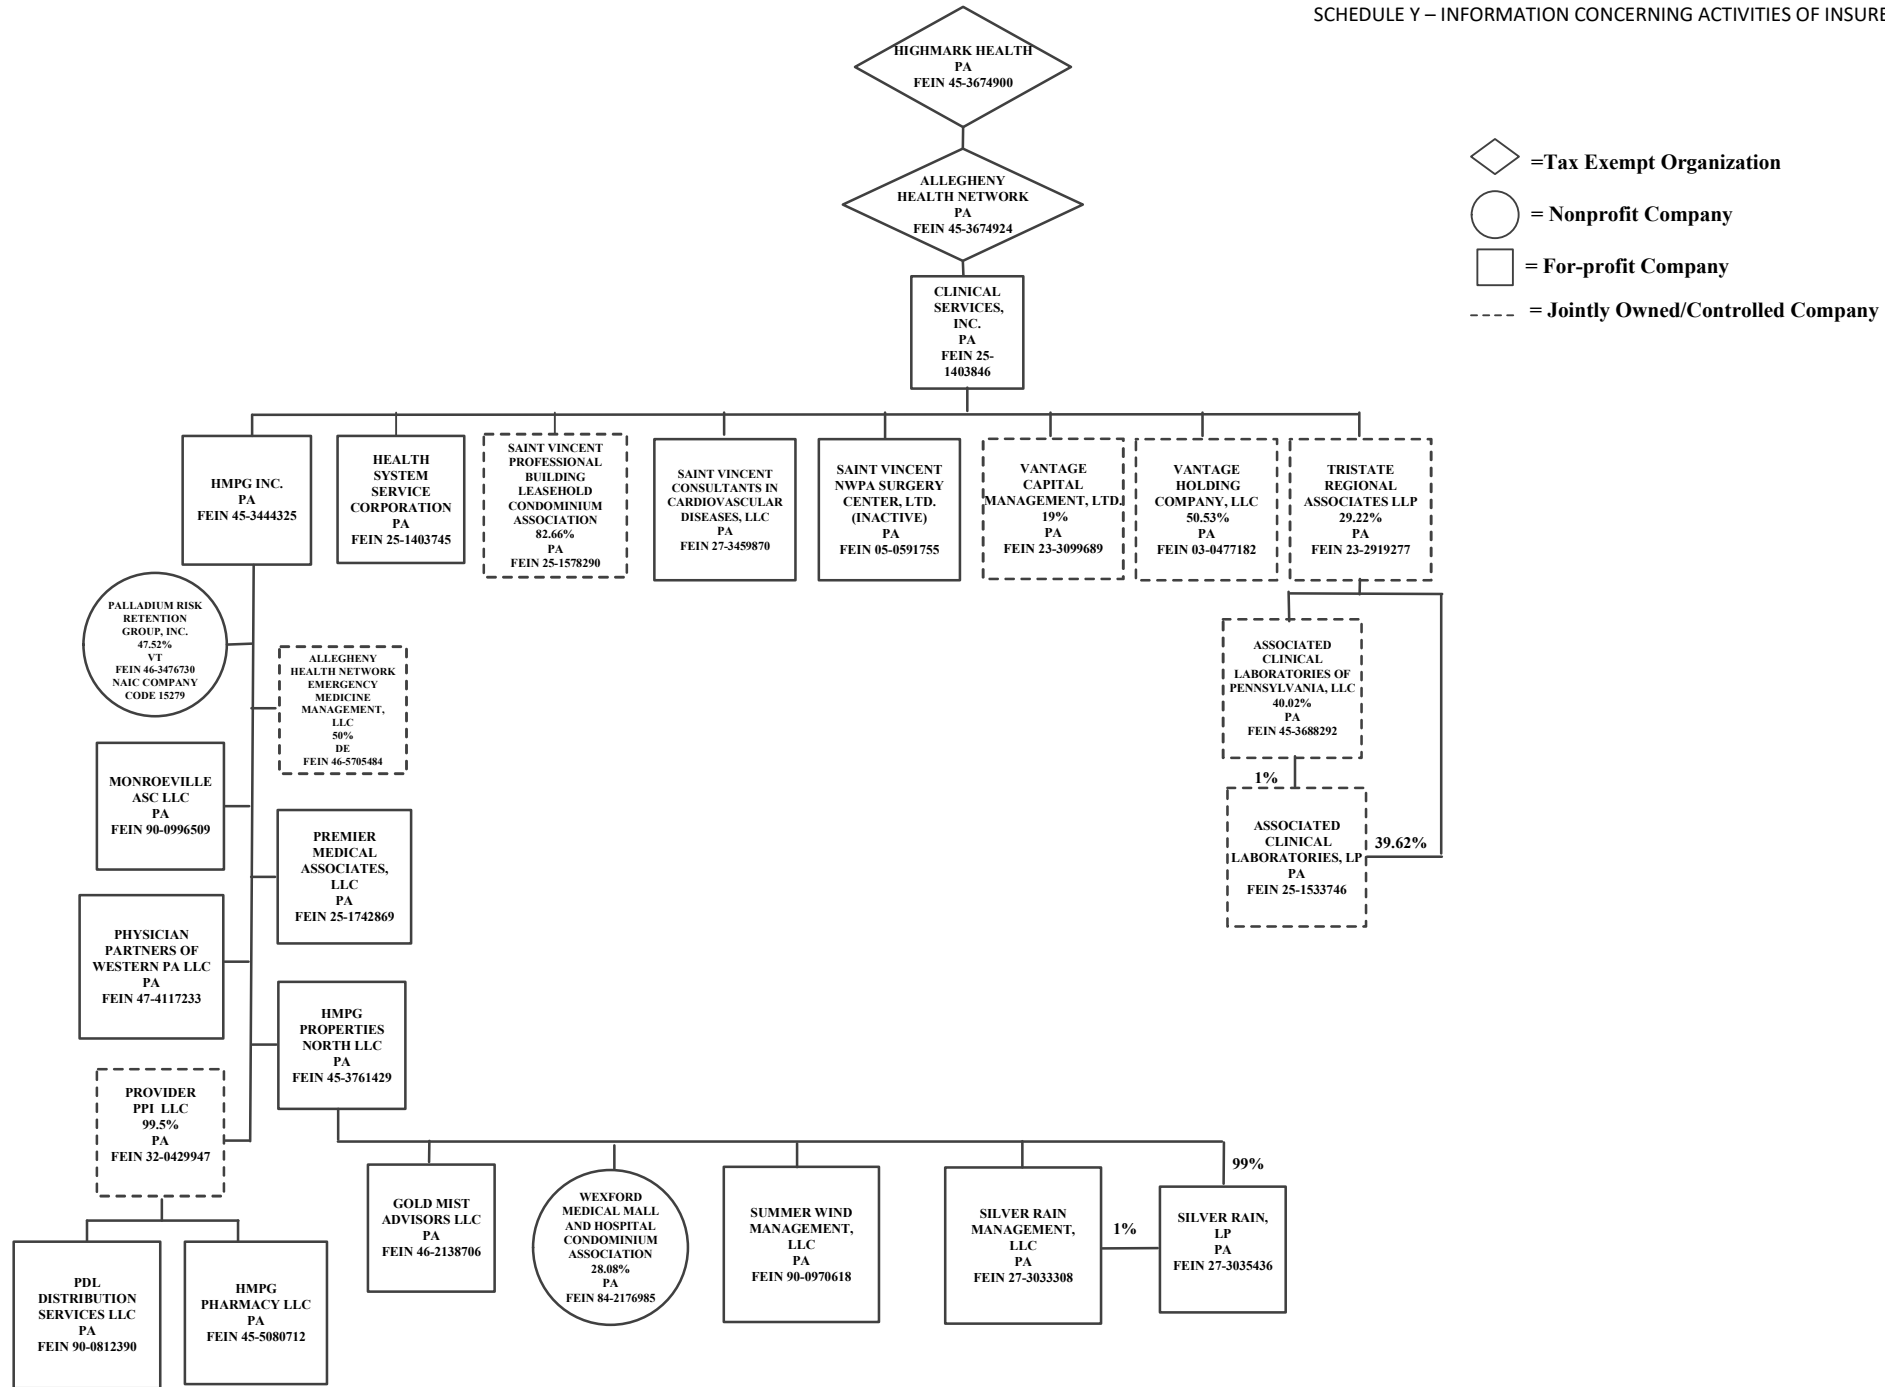 SCHEDULE Y – INFORMATION CONCERNING ACTIVITIES OF INSURE
HIGHMARK HEALTH
PA
FEIN 45-3674900
ALLEGHENY
HEALTH NETWORK
PA
FEIN 45-3674924
=Tax Exempt Organization
= Nonprofit Company
= For-profit Company
= Jointly Owned/Controlled Company
CLINICAL
SERVICES,
INC.
PA
FEIN 25-
1403846
HMPG INC.
PA
FEIN 45-3444325
HEALTH
SYSTEM
SERVICE
CORPORATION
PA
FEIN 25-1403745
SAINT VINCENT
PROFESSIONAL
BUILDING
LEASEHOLD
CONDOMINIUM
ASSOCIATION
82.66%
PA
FEIN 25-1578290
SAINT VINCENT
CONSULTANTS IN
CARDIOVASCULAR
DISEASES, LLC
PA
FEIN 27-3459870
SAINT VINCENT
NWPA SURGERY
CENTER, LTD.
(INACTIVE)
PA
FEIN 05-0591755
VANTAGE
CAPITAL
MANAGEMENT, LTD.
19%
PA
FEIN 23-3099689
VANTAGE
HOLDING
COMPANY, LLC
50.53%
PA
FEIN 03-0477182
TRISTATE
REGIONAL
ASSOCIATES LLP
29.22%
PA
FEIN 23-2919277
PALLADIUM RISK
RETENTION
GROUP, INC.
47.52%
VT
FEIN 46-3476730
NAIC COMPANY
CODE 15279
ALLEGHENY
HEALTH NETWORK
EMERGENCY
MEDICINE
MANAGEMENT,
LLC
50%
DE
FEIN 46-5705484
ASSOCIATED
CLINICAL
LABORATORIES OF
PENNSYLVANIA, LLC
40.02%
PA
FEIN 45-3688292
1%
ASSOCIATED
CLINICAL
LABORATORIES, LP
PA
FEIN 25-1533746
39.62%
MONROEVILLE
ASC LLC
PA
FEIN 90-0996509
PREMIER
MEDICAL
ASSOCIATES,
LLC
PA
FEIN 25-1742869
PHYSICIAN
PARTNERS OF
WESTERN PA LLC
PA
FEIN 47-4117233
HMPG
PROPERTIES
NORTH LLC
PA
FEIN 45-3761429
PROVIDER
PPI LLC
99.5%
PA
FEIN 32-0429947
PDL
DISTRIBUTION
SERVICES LLC
PA
FEIN 90-0812390
HMPG
PHARMACY LLC
PA
FEIN 45-5080712
GOLD MIST
ADVISORS LLC
PA
FEIN 46-2138706
WEXFORD
MEDICAL MALL
AND HOSPITAL
CONDOMINIUM
ASSOCIATION
28.08%
PA
FEIN 84-2176985
SUMMER WIND
MANAGEMENT,
LLC
PA
FEIN 90-0970618
SILVER RAIN
MANAGEMENT,
LLC
PA
FEIN 27-3033308
1%
99%
SILVER RAIN,
LP
PA
FEIN 27-3035436